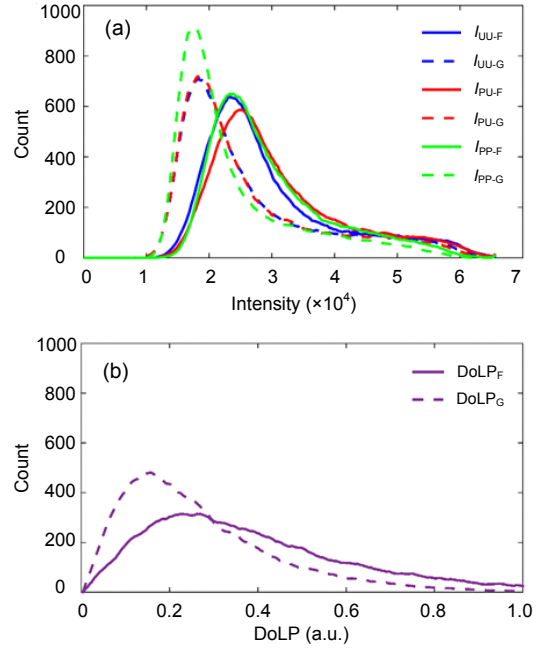 (a)
I_UU-F
I_UU-G
I_PU-F
I_PU-G
I_PP-F
I_PP-G
Count
1000
800
600
400
200
0
0 1 2 3 4 5 6 7
Intensity (×10⁴)
(b)
DoLP_F
DoLP_G
Count
1000
800
600
400
200
0
0 0.2 0.4 0.6 0.8 1.0
DoLP (a.u.)